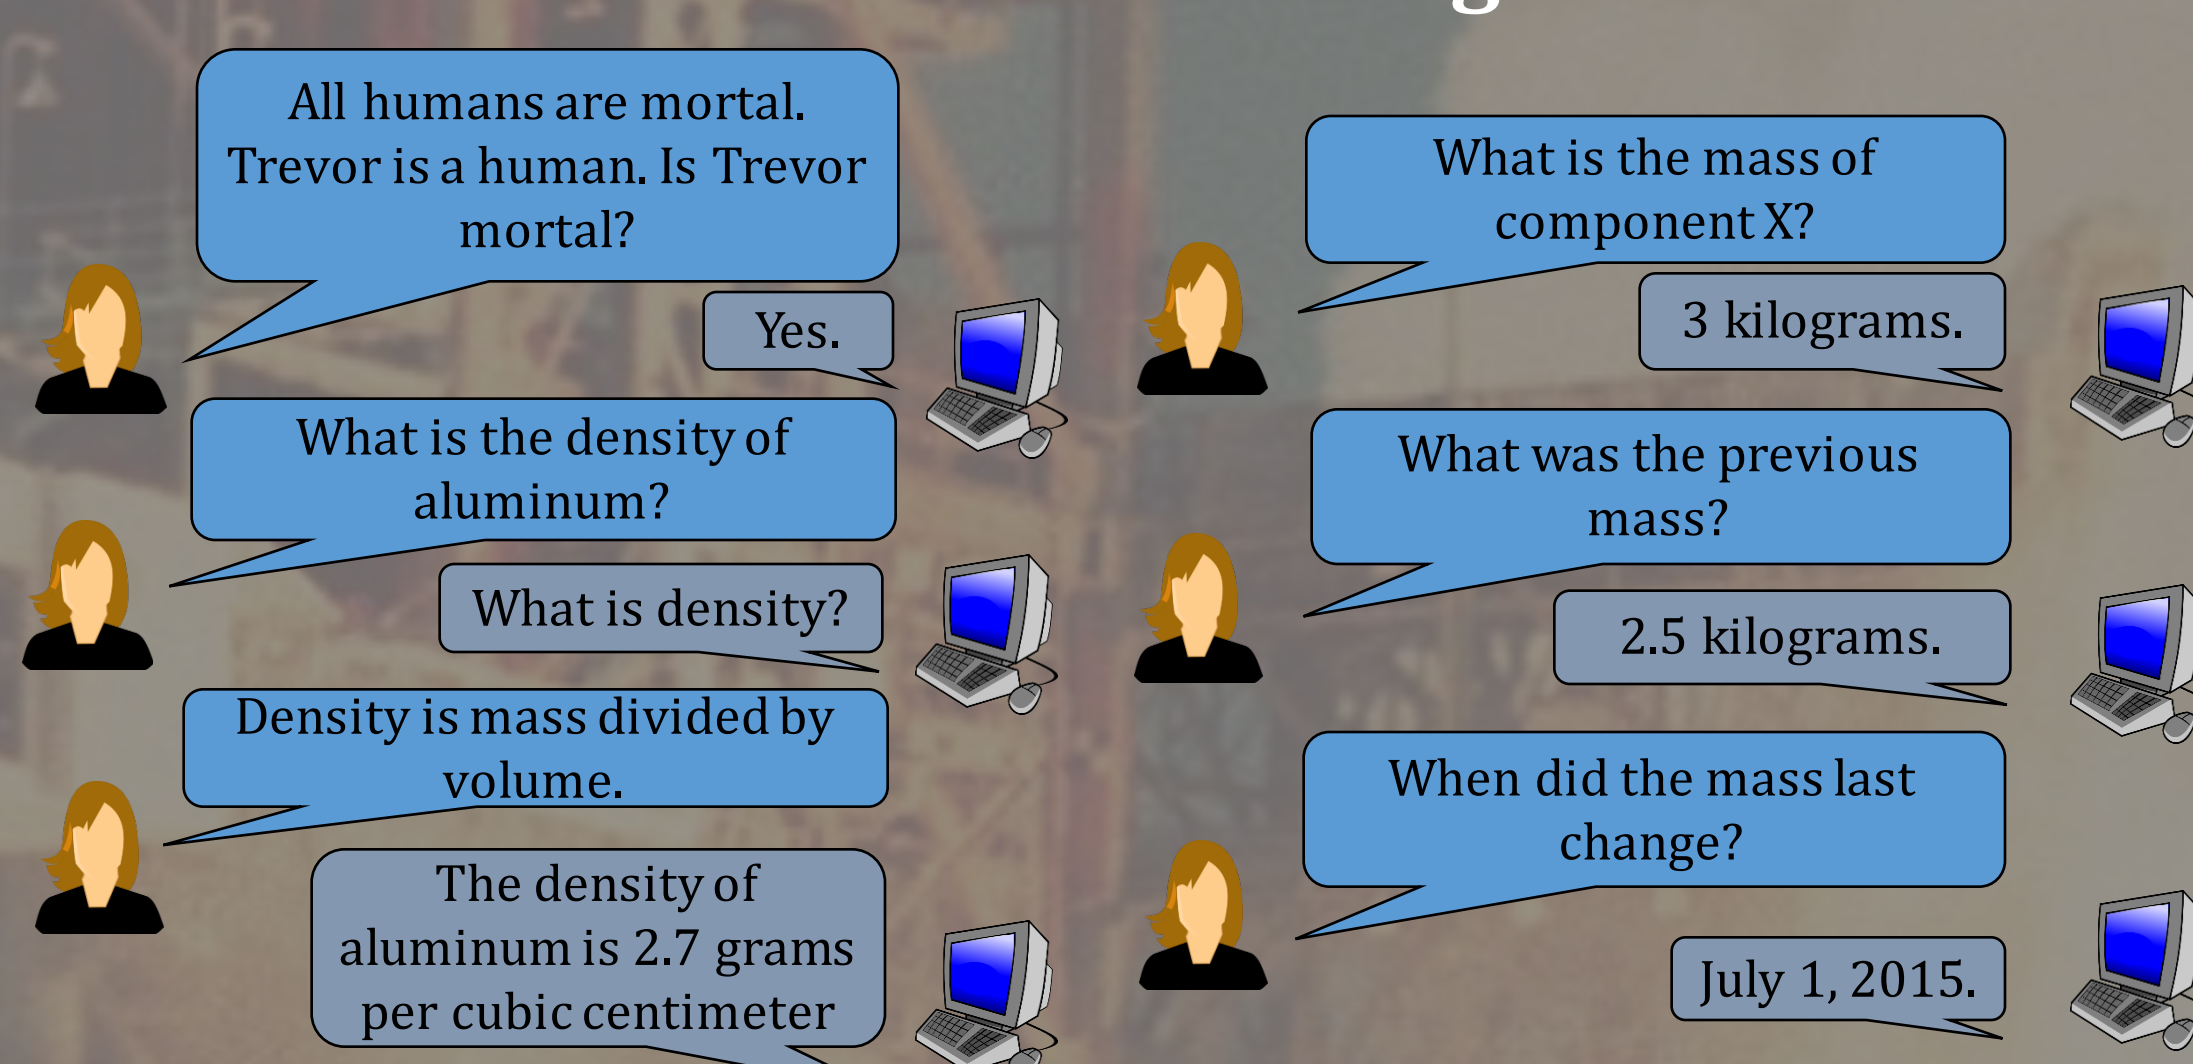 All humans are mortal.
Trevor is a human. Is Trevor
mortal?
Yes.
What is the density of
aluminum?
What is density?
Density is mass divided by
volume.
The density of
aluminum is 2.7 grams
per cubic centimeter
What is the mass of
component X?
3 kilograms.
What was the previous
mass?
2.5 kilograms.
When did the mass last
change?
July 1, 2015.